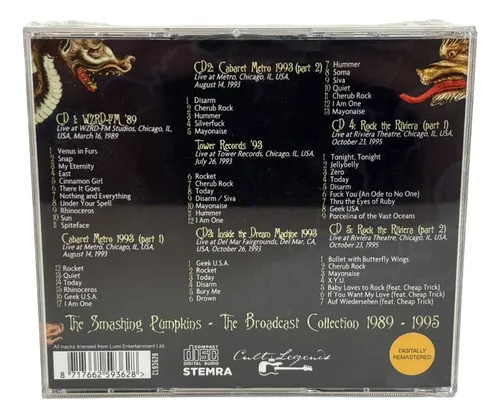 CD 1: WZRD-FM '89
Live at WZRD-FM Studios, Chicago, IL,
USA, March 16, 1989
1 Venus in Furs
2 Snap
3 My Eternity
4 East
5 Cinnamon Girl
6 There It Goes
7 Nothing and Everything
8 Under Your Spell
9 Rhinoceros
10 Sun
11 Spiteface
Cabaret Metro 1993 (part 1)
Live at Metro, Chicago, IL, USA,
August 14, 1993
12 Rocket
13 Quiet
14 Today
15 Rhinoceros
16 Geek U.S.A.
17 I Am One
CD2: Cabaret Metro 1993 (part 2)
Live at Metro, Chicago, IL, USA,
August 14, 1993
1 Disarm
2 Cherub Rock
3 Hummer
4 Silverfuck
5 Mayonaise
Tower Records '93
Live at Tower Records, Chicago, IL, USA,
July 26, 1993
6 Rocket
7 Cherub Rock
8 Today
9 Disarm / Siva
10 Mayonaise
11 Hummer
12 I Am One
CD3: Inside the Dream Machine 1993
Live at Del Mar Fairgrounds, Del Mar, CA,
USA, October 26, 1993
1 Geek U.S.A.
2 Rocket
3 Today
4 Disarm
5 Bury Me
6 Drown
7 Hummer
8 Soma
9 Siva
10 Quiet
11 Cherub Rock
12 I Am One
13 Mayonaise
CD 4: Rock the Riviera (part 1)
Live at Riviera Theatre, Chicago, IL, USA,
October 23, 1995
1 Tonight, Tonight
2 Jellybelly
3 Zero
4 Today
5 Disarm
6 Fuck You (An Ode to No One)
7 Thru the Eyes of Ruby
8 Geek USA
9 Porcelina of the Vast Oceans
CD 5: Rock the Riviera (part 2)
Live at Riviera Theatre, Chicago, IL, USA,
October 23, 1995
1 Bullet with Butterfly Wings
2 Cherub Rock
3 Mayonaise
4 X.Y.U.
5 Baby Loves to Rock (feat. Cheap Trick)
6 If You Want My Love (feat. Cheap Trick)
7 Auf Wiedersehen (feat. Cheap Trick)
The Smashing Pumpkins - The Broadcast Collection 1989 - 1995
All tracks licensed from Lumi Entertainment Ltd.
8 717662 593628 >
CL93628
COMPACT
disc
DIGITAL AUDIO
STEMRA
Cult Legends
DIGITALLY
REMASTERED